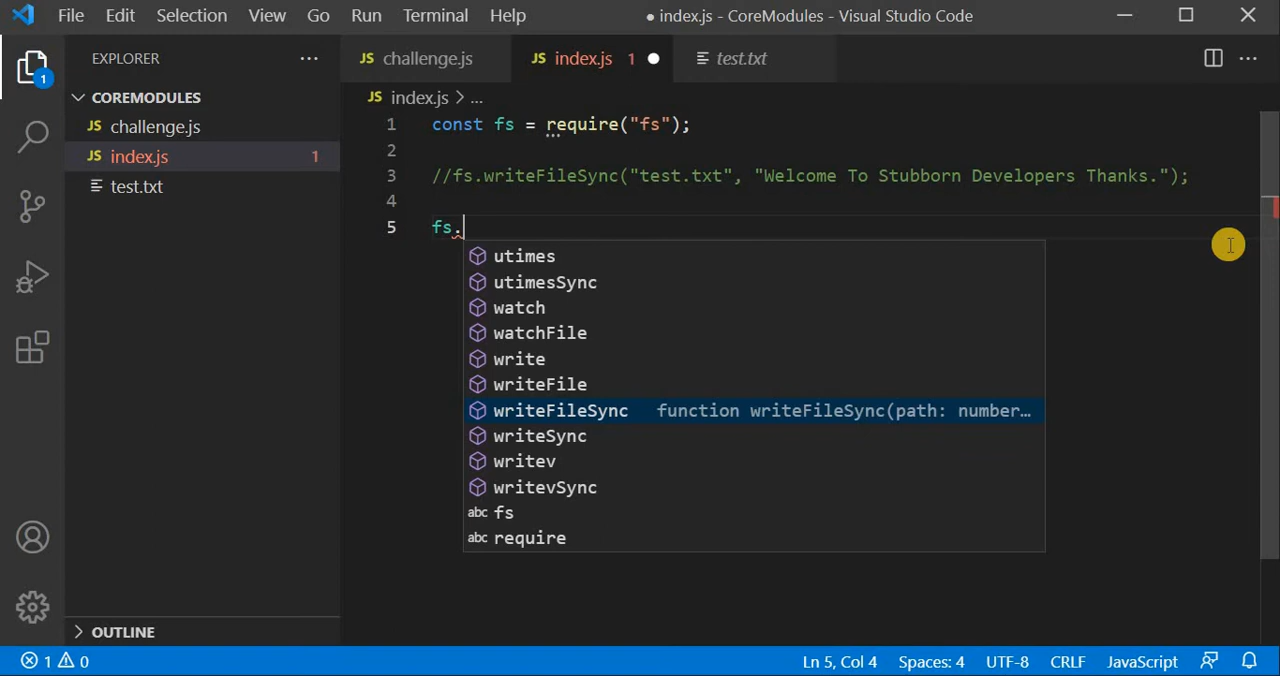 File Edit Selection View Go Run Terminal Help ● index.js - CoreModules - Visual Studio Code
EXPLORER ...
JS challenge.js JS index.js 1 ● test.txt
COREMODULES
JS index.js > ...
JS challenge.js
JS index.js 1
test.txt
1 const fs = require("fs");
2
3 //fs.writeFileSync("test.txt", "Welcome To Stubborn Developers Thanks.");
4
5 fs.
utimes
utimesSync
watch
watchFile
write
writeFile
writeFileSync function writeFileSync(path: number…
writeSync
writev
writevSync
abc fs
abc require
1
OUTLINE
1 0 Ln 5, Col 4 Spaces: 4 UTF-8 CRLF JavaScript